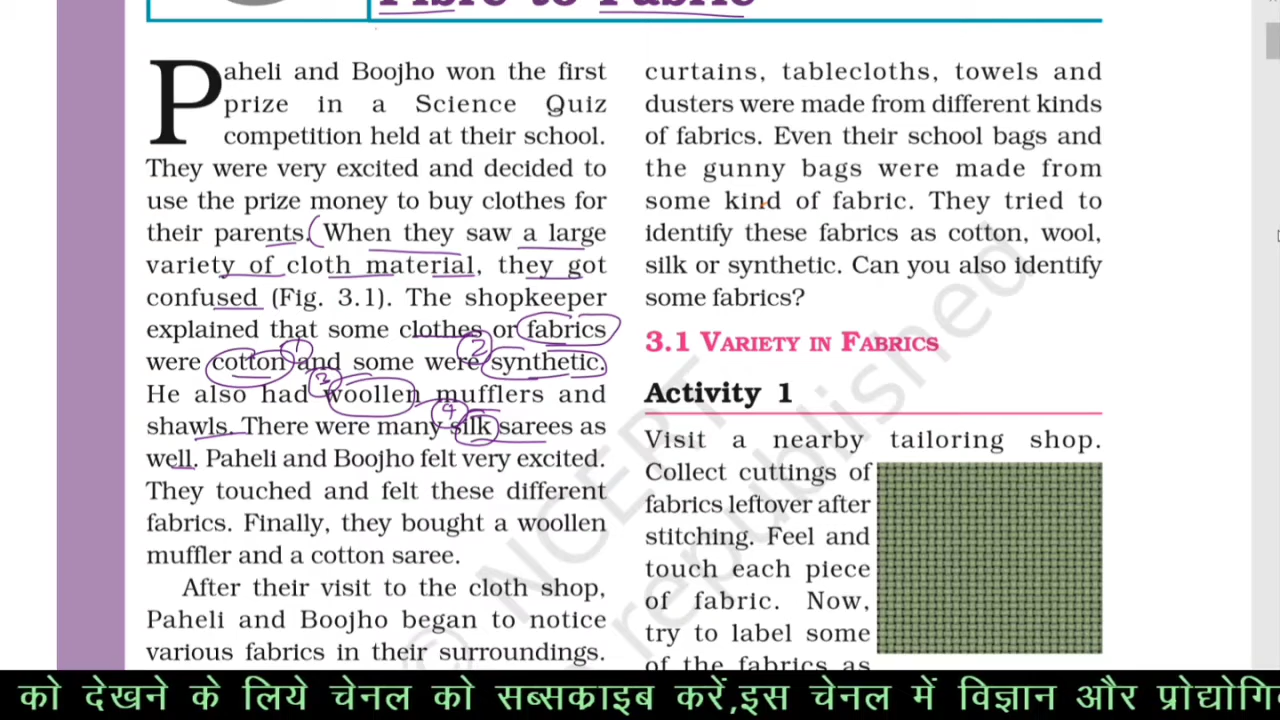 Fibre to Fabric
Paheli and Boojho won the first
prize in a Science Quiz
competition held at their school.
They were very excited and decided to
use the prize money to buy clothes for
their parents. When they saw a large
variety of cloth material, they got
confused (Fig. 3.1). The shopkeeper
explained that some clothes or fabrics
were cotton and some were synthetic.
He also had woollen mufflers and
shawls. There were many silk sarees as
well. Paheli and Boojho felt very excited.
They touched and felt these different
fabrics. Finally, they bought a woollen
muffler and a cotton saree.
After their visit to the cloth shop,
Paheli and Boojho began to notice
various fabrics in their surroundings.
curtains, tablecloths, towels and
dusters were made from different kinds
of fabrics. Even their school bags and
the gunny bags were made from
some kind of fabric. They tried to
identify these fabrics as cotton, wool,
silk or synthetic. Can you also identify
some fabrics?
3.1 VARIETY IN FABRICS
Activity 1
Visit a nearby tailoring shop.
Collect cuttings of
fabrics leftover after
stitching. Feel and
touch each piece
of fabric. Now,
try to label some
of the fabrics as
1
2
3
4
© NCERT
republished
को देखने के लिये चेनल को सब्सकाइब करें,इस चेनल में विज्ञान और प्रोद्योगि